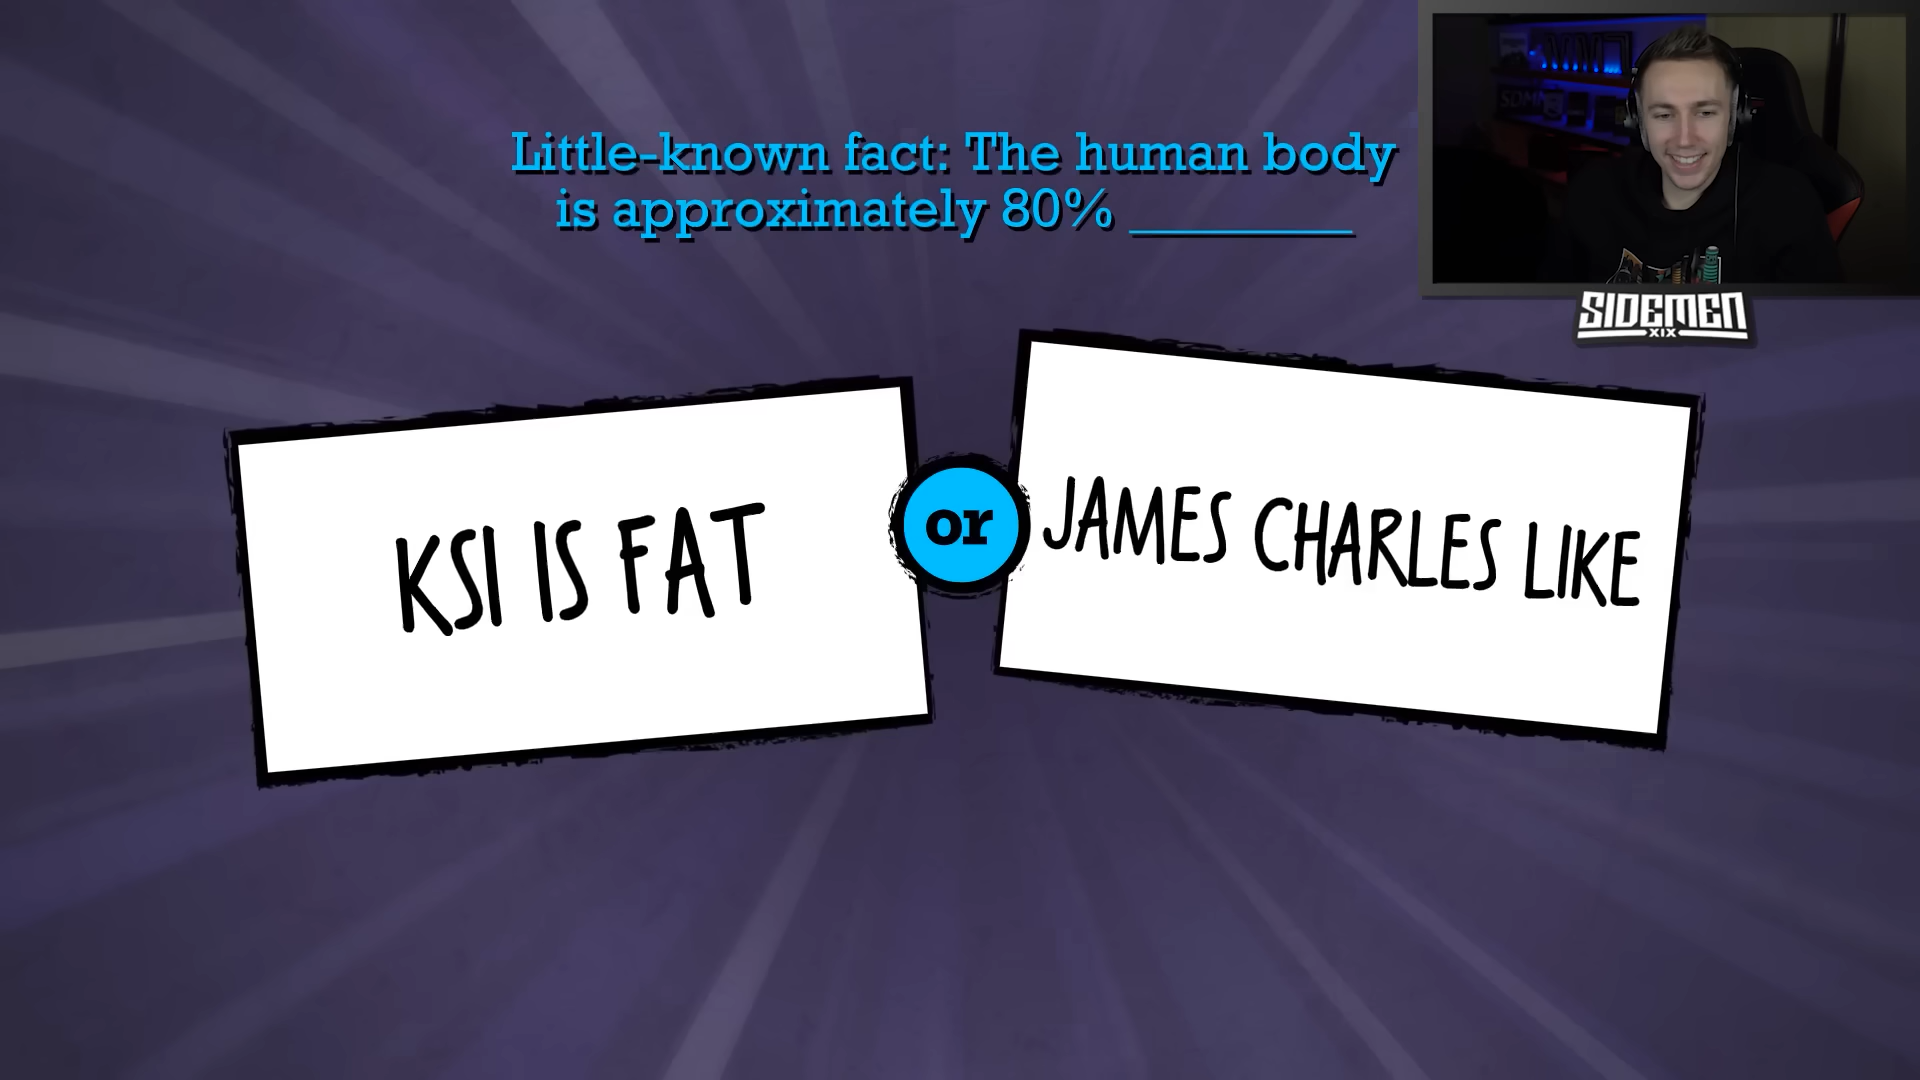 Little-known fact: The human body
is approximately 80% ________
SIDEMEN
XIX
KSI IS FAT
or
JAMES CHARLES LIKE